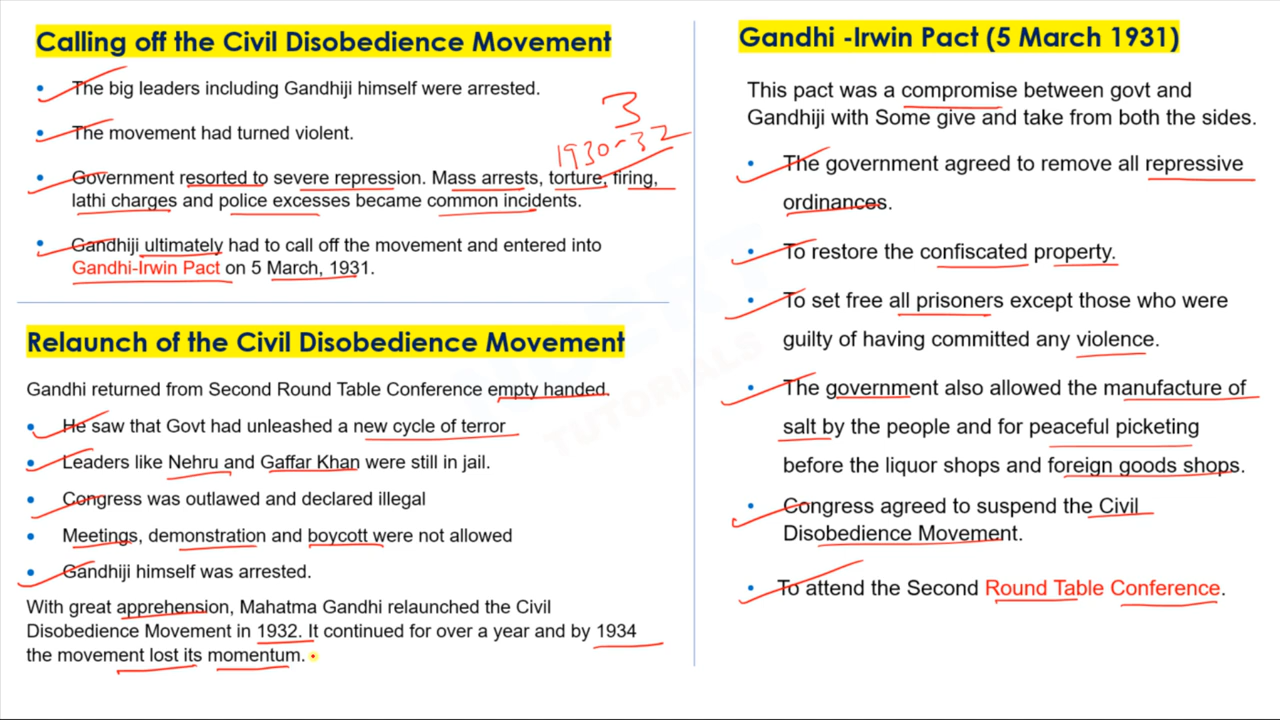 Calling off the Civil Disobedience Movement
The big leaders including Gandhiji himself were arrested.
The movement had turned violent.
3
1930-32
Government resorted to severe repression. Mass arrests, torture, firing,
lathi charges and police excesses became common incidents.
Gandhiji ultimately had to call off the movement and entered into
Gandhi-Irwin Pact on 5 March, 1931.
Relaunch of the Civil Disobedience Movement
Gandhi returned from Second Round Table Conference empty handed.
He saw that Govt had unleashed a new cycle of terror
Leaders like Nehru and Gaffar Khan were still in jail.
Congress was outlawed and declared illegal
Meetings, demonstration and boycott were not allowed
Gandhiji himself was arrested.
With great apprehension, Mahatma Gandhi relaunched the Civil
Disobedience Movement in 1932. It continued for over a year and by 1934
the movement lost its momentum.
Gandhi -Irwin Pact (5 March 1931)
This pact was a compromise between govt and
Gandhiji with Some give and take from both the sides.
The government agreed to remove all repressive
ordinances.
To restore the confiscated property.
To set free all prisoners except those who were
guilty of having committed any violence.
The government also allowed the manufacture of
salt by the people and for peaceful picketing
before the liquor shops and foreign goods shops.
Congress agreed to suspend the Civil
Disobedience Movement.
To attend the Second Round Table Conference.
TUTORIALS